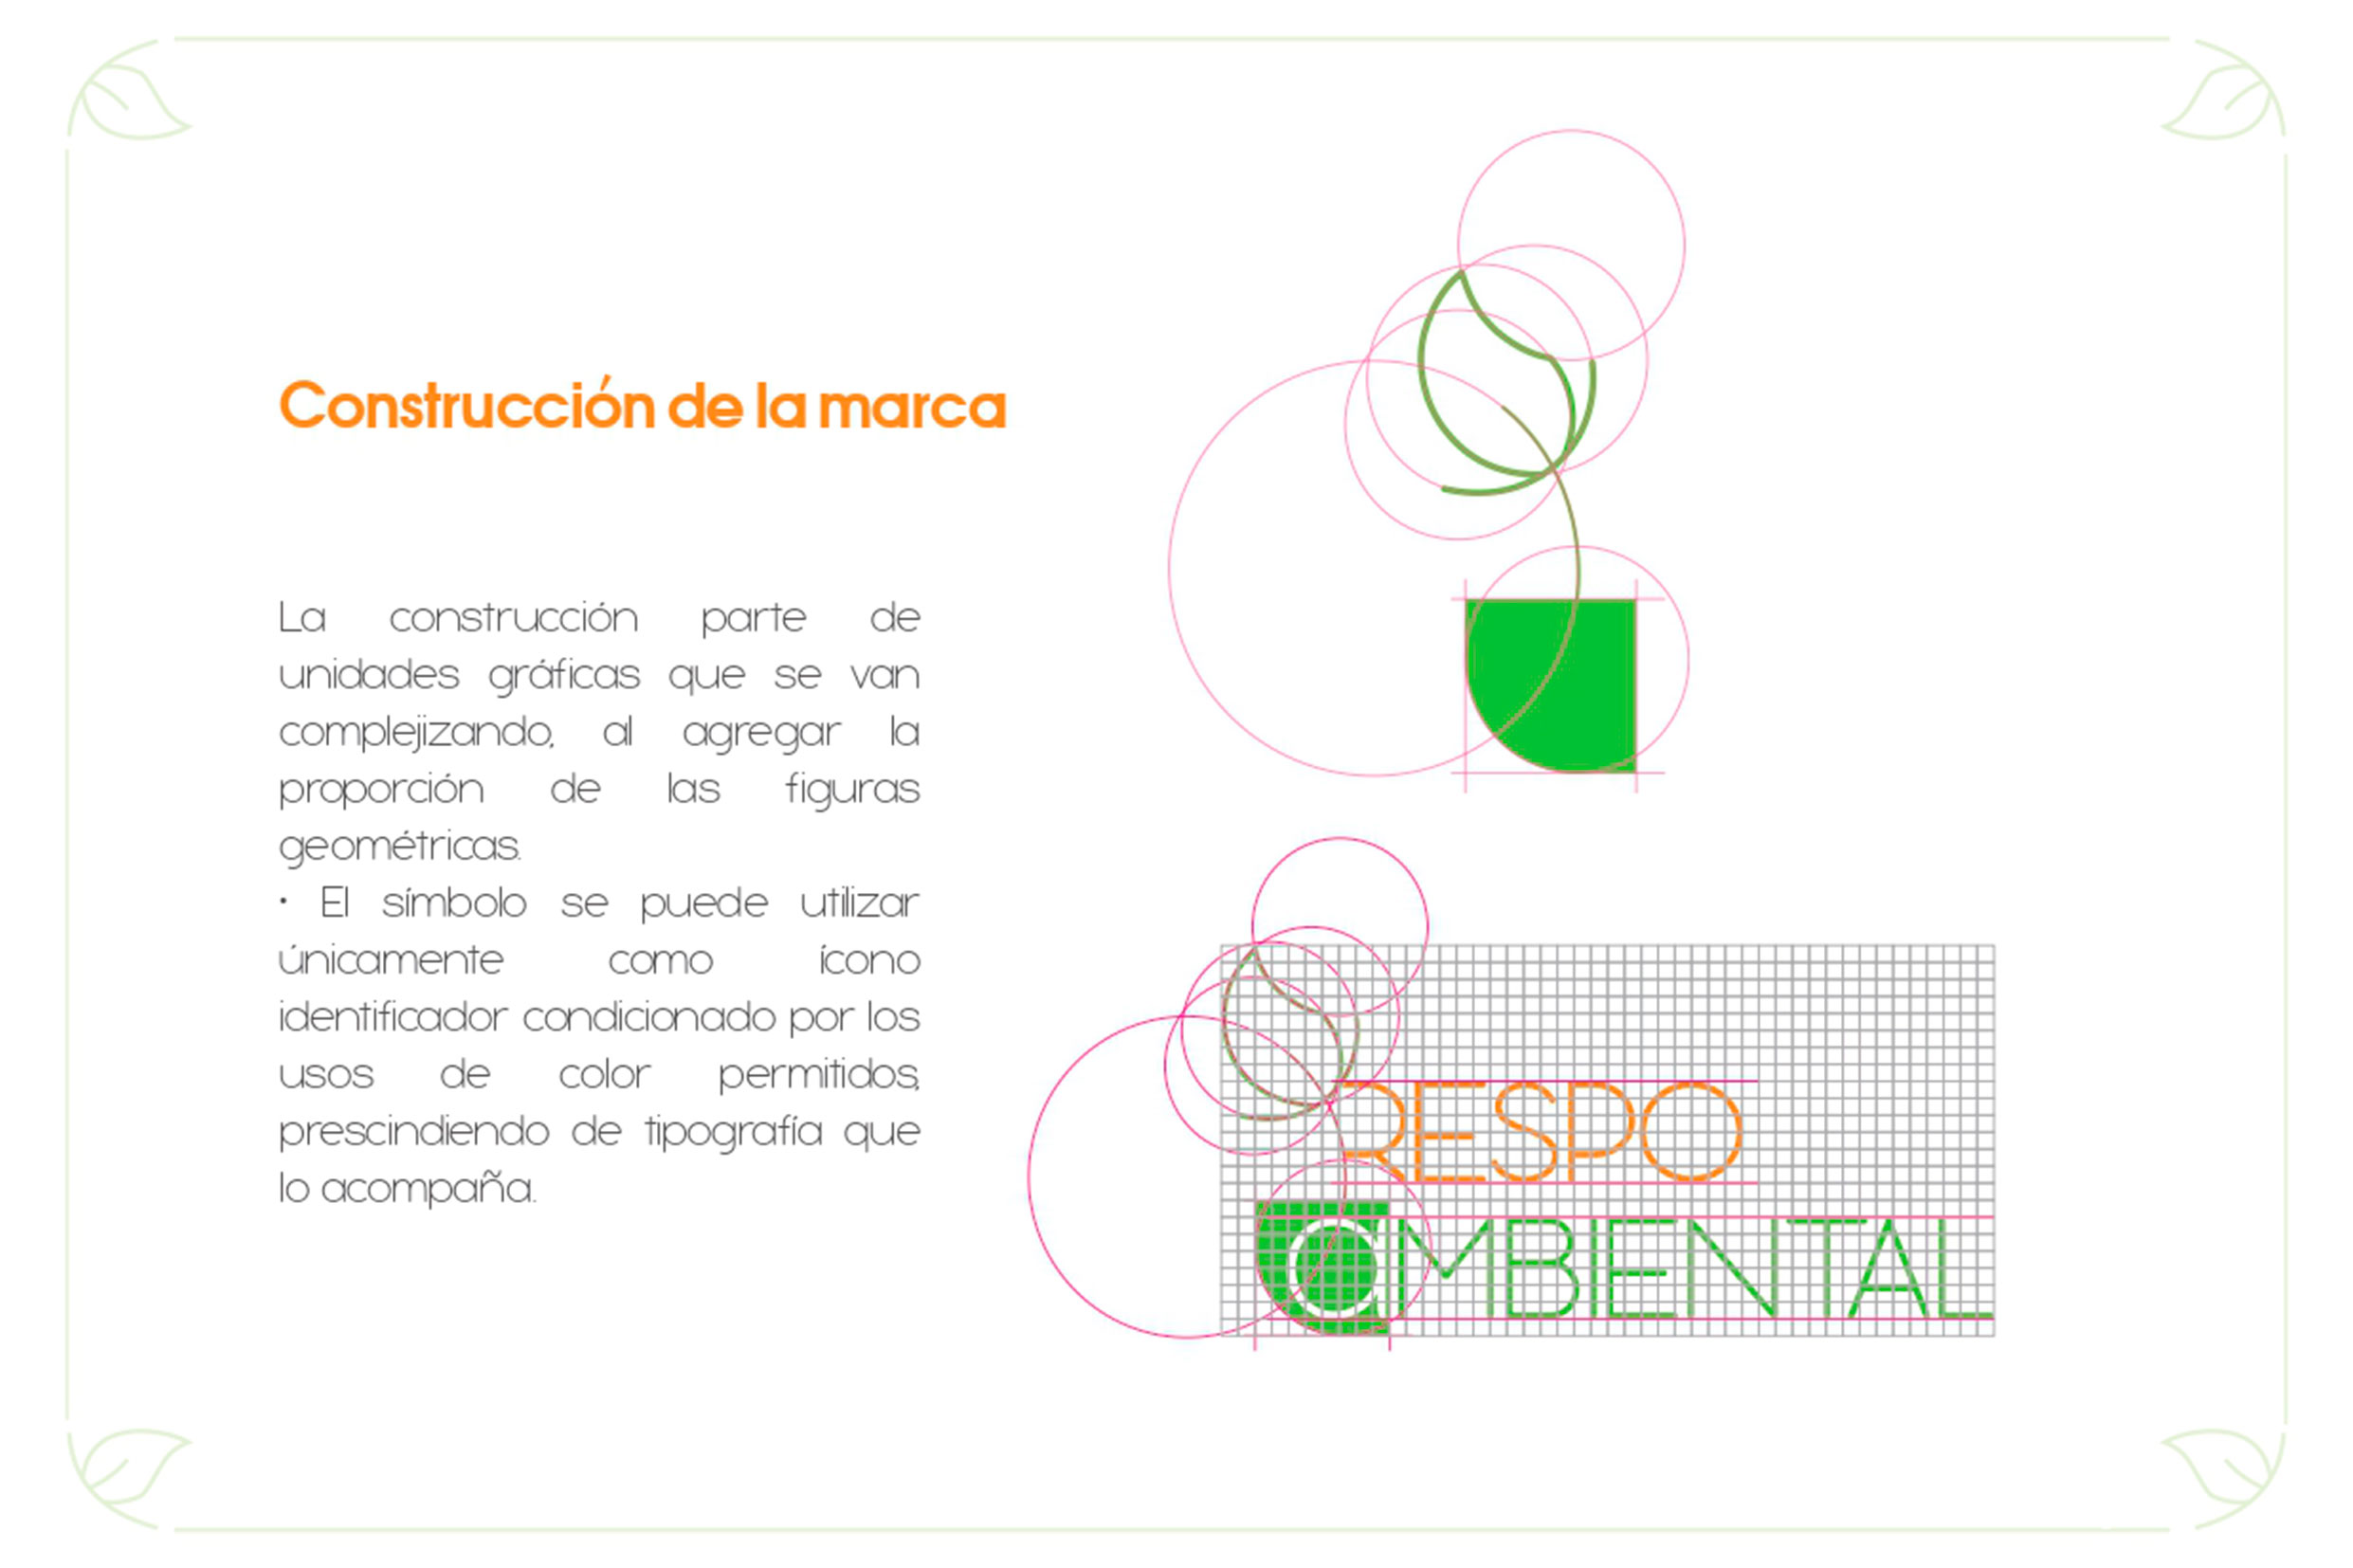 Construcción de la marca
La construcción parte de
unidades gráficas que se van
complejizando, al agregar la
proporción de las figuras
geométricas.
• El símbolo se puede utilizar
únicamente como ícono
identificador condicionado por los
usos de color permitidos,
prescindiendo de tipografía que
lo acompaña.
RESPO
aMBIENTAL